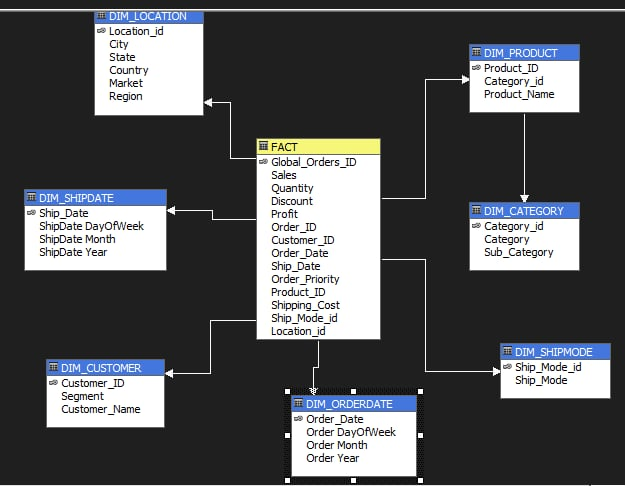 DIM_LOCATION
Location_id
City
State
Country
Market
Region
DIM_PRODUCT
Product_ID
Category_id
Product_Name
FACT
Global_Orders_ID
Sales
Quantity
Discount
Profit
Order_ID
Customer_ID
Order_Date
Ship_Date
Order_Priority
Product_ID
Shipping_Cost
Ship_Mode_id
Location_id
DIM_SHIPDATE
Ship_Date
ShipDate DayOfWeek
ShipDate Month
ShipDate Year
DIM_CATEGORY
Category_id
Category
Sub_Category
DIM_CUSTOMER
Customer_ID
Segment
Customer_Name
DIM_SHIPMODE
Ship_Mode_id
Ship_Mode
DIM_ORDERDATE
Order_Date
Order DayOfWeek
Order Month
Order Year